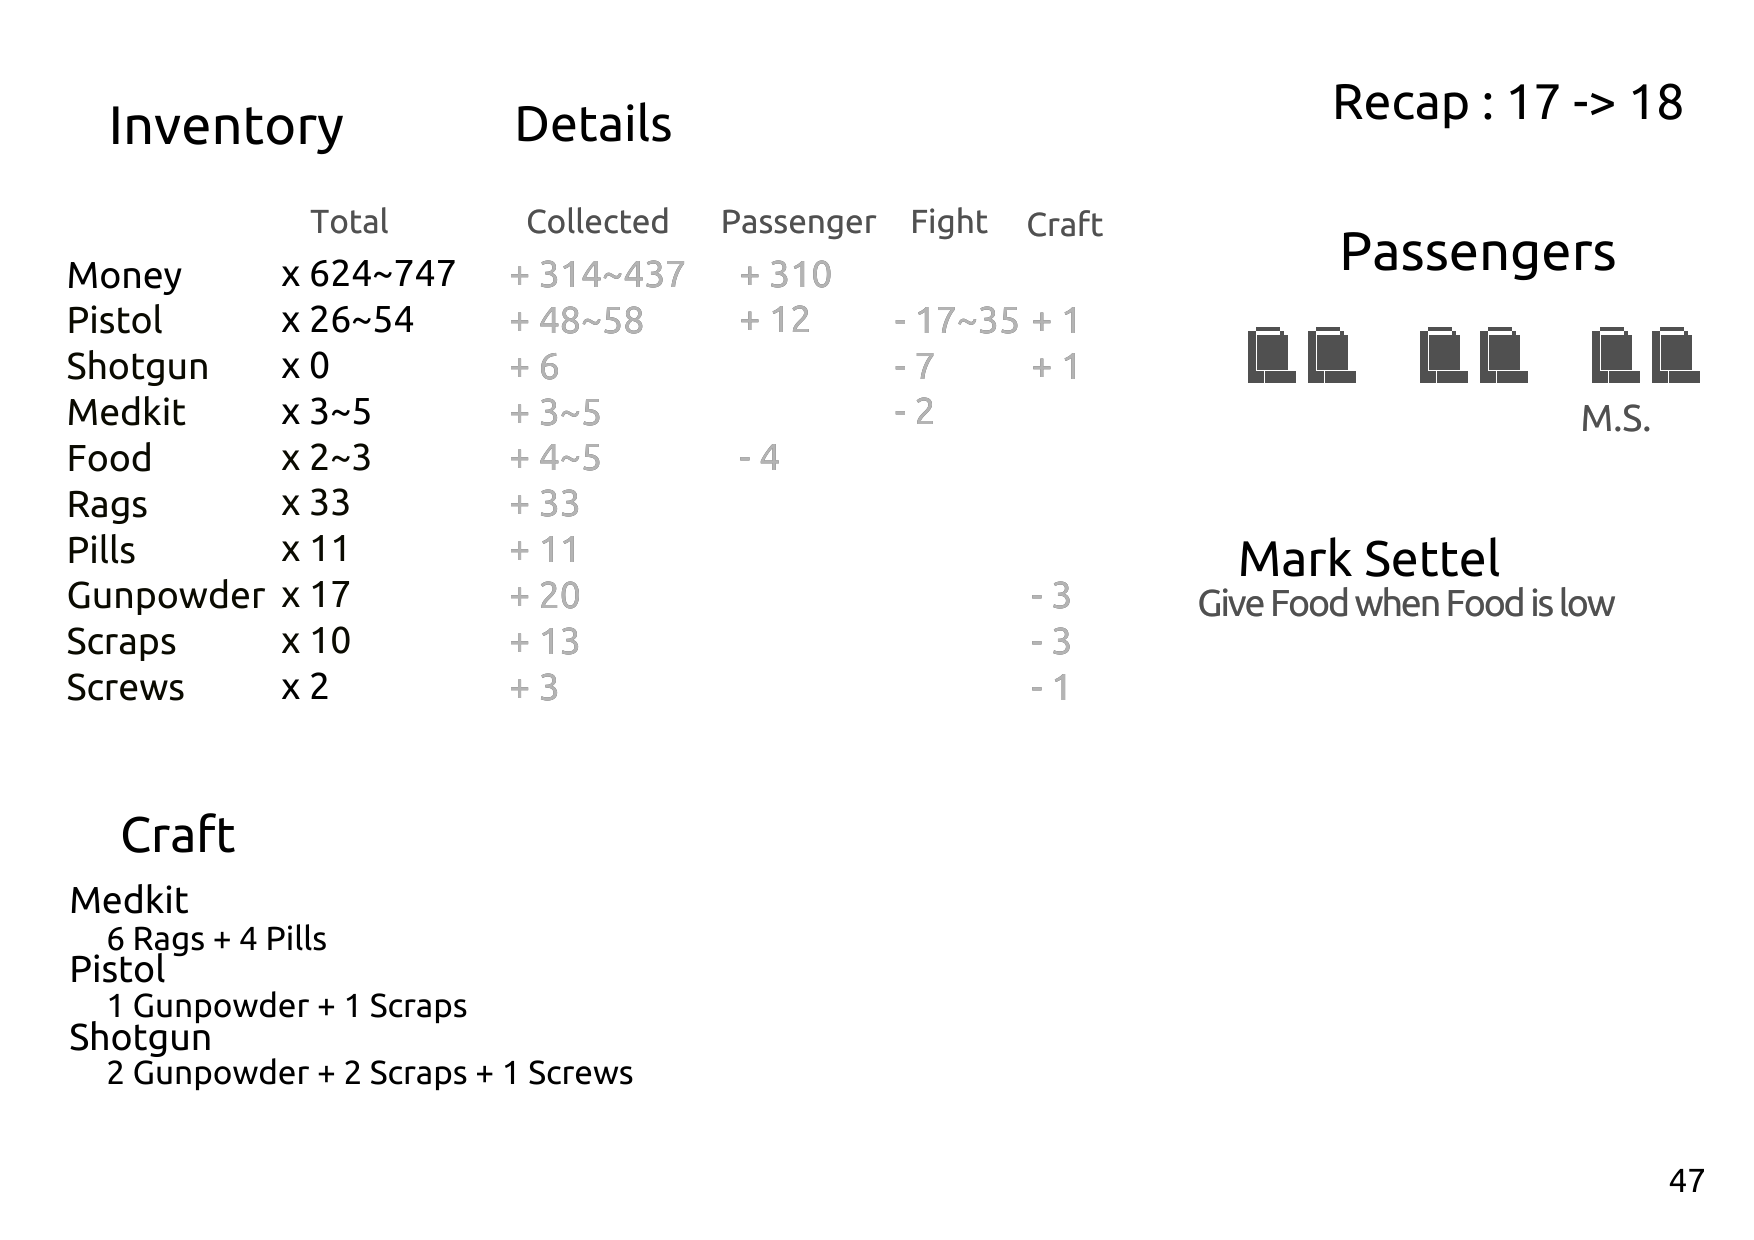 Recap : 17 -> 18
Inventory Details
Total Collected Passenger Fight Craft
Money x 624~747 + 314~437 + 310
Pistol x 26~54 + 48~58 + 12 - 17~35 + 1
Shotgun x 0 + 6 - 7 + 1
Medkit x 3~5 + 3~5 - 2
Food x 2~3 + 4~5 - 4
Rags x 33 + 33
Pills x 11 + 11
Gunpowder x 17 + 20 - 3
Scraps x 10 + 13 - 3
Screws x 2 + 3 - 1
Passengers
M.S.
Mark Settel
Give Food when Food is low
Craft
Medkit
6 Rags + 4 Pills
Pistol
1 Gunpowder + 1 Scraps
Shotgun
2 Gunpowder + 2 Scraps + 1 Screws
47